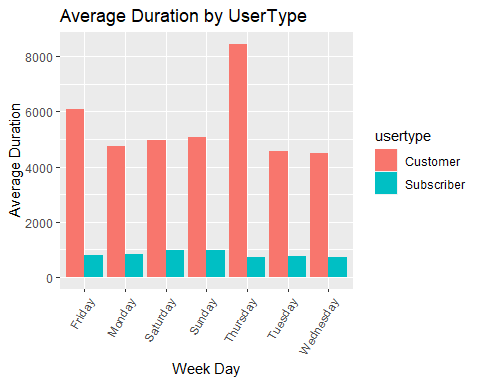 Average Duration by UserType
Average Duration
8000
6000
4000
2000
0
Friday
Monday
Saturday
Sunday
Thursday
Tuesday
Wednesday
Week Day
usertype
Customer
Subscriber